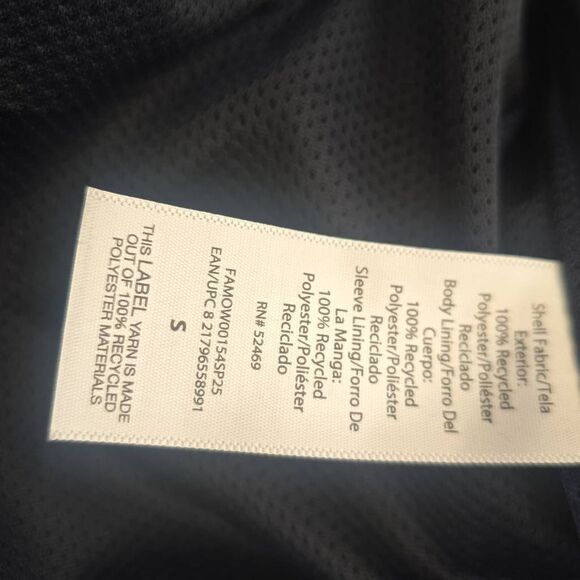 Shell Fabric/Tela
Exterior:
100% Recycled
Polyester/Poliéster
Reciclado
Body Lining/Forro Del
Cuerpo:
100% Recycled
Polyester/Poliéster
Reciclado
Sleeve Lining/Forro De
La Manga:
100% Recycled
Polyester/Poliéster
Reciclado
RN# 52469
FAMOW00154SP25
EAN/UPC 8 21796558991
S
THIS LABEL YARN IS MADE
OUT OF 100% RECYCLED
POLYESTER MATERIALS